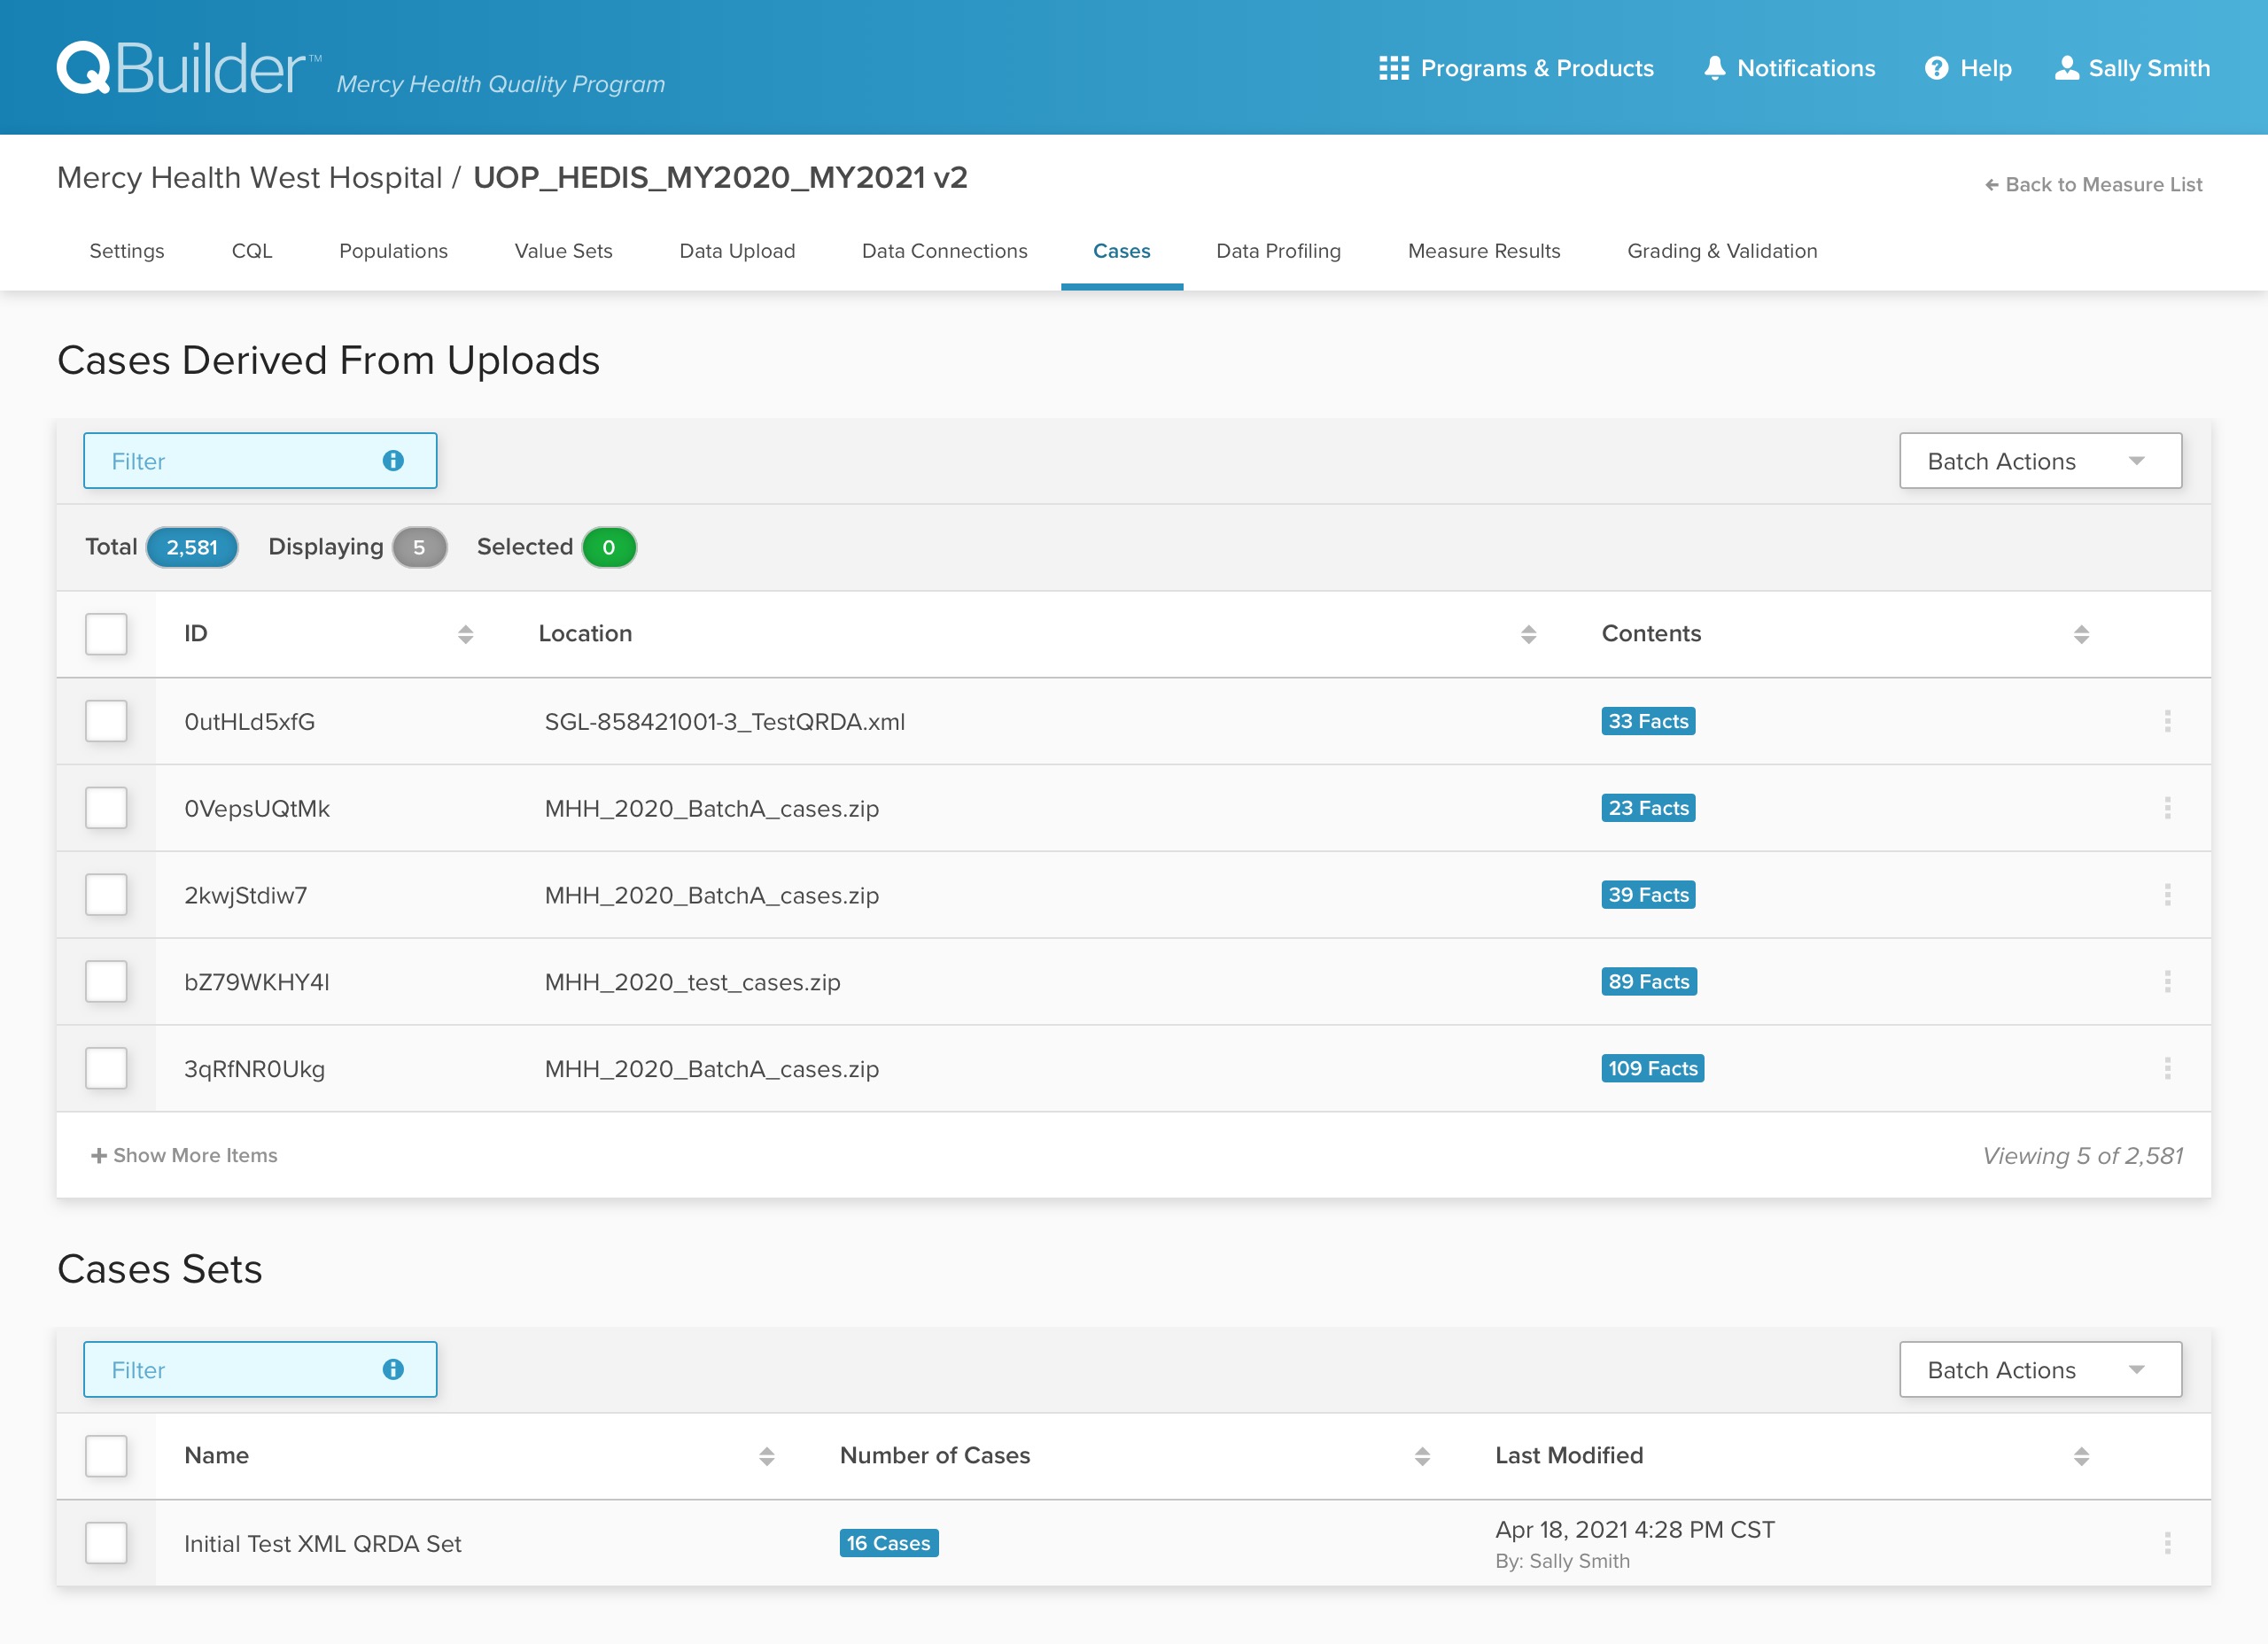 QBuilder™ Mercy Health Quality Program
Programs & Products Notifications Help Sally Smith
Mercy Health West Hospital / UOP_HEDIS_MY2020_MY2021 v2
← Back to Measure List
Settings CQL Populations Value Sets Data Upload Data Connections Cases Data Profiling Measure Results Grading & Validation
Cases Derived From Uploads
Filter Batch Actions
Total 2,581 Displaying 5 Selected 0
ID Location Contents
0utHLd5xfG SGL-858421001-3_TestQRDA.xml 33 Facts
0VepsUQtMk MHH_2020_BatchA_cases.zip 23 Facts
2kwjStdiw7 MHH_2020_BatchA_cases.zip 39 Facts
bZ79WKHY4l MHH_2020_test_cases.zip 89 Facts
3qRfNR0Ukg MHH_2020_BatchA_cases.zip 109 Facts
+ Show More Items Viewing 5 of 2,581
Cases Sets
Filter Batch Actions
Name Number of Cases Last Modified
Initial Test XML QRDA Set 16 Cases Apr 18, 2021 4:28 PM CST
By: Sally Smith